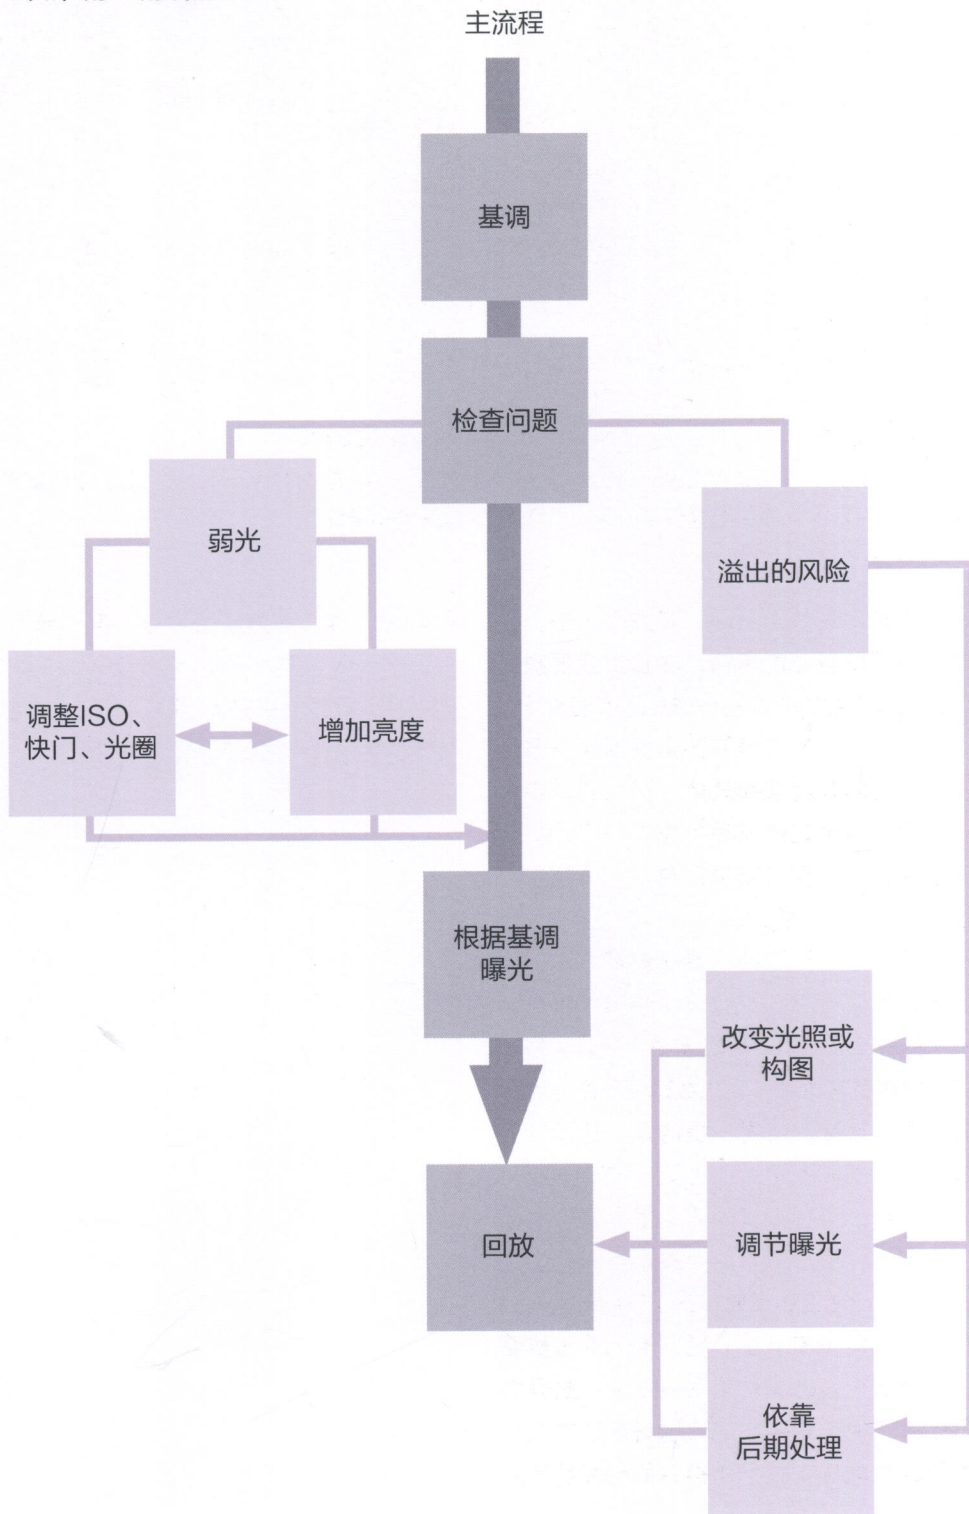 主流程
基调
检查问题
弱光
溢出的风险
调整ISO、
快门、光圈
增加亮度
根据基调
曝光
改变光照或
构图
调节曝光
回放
依靠
后期处理